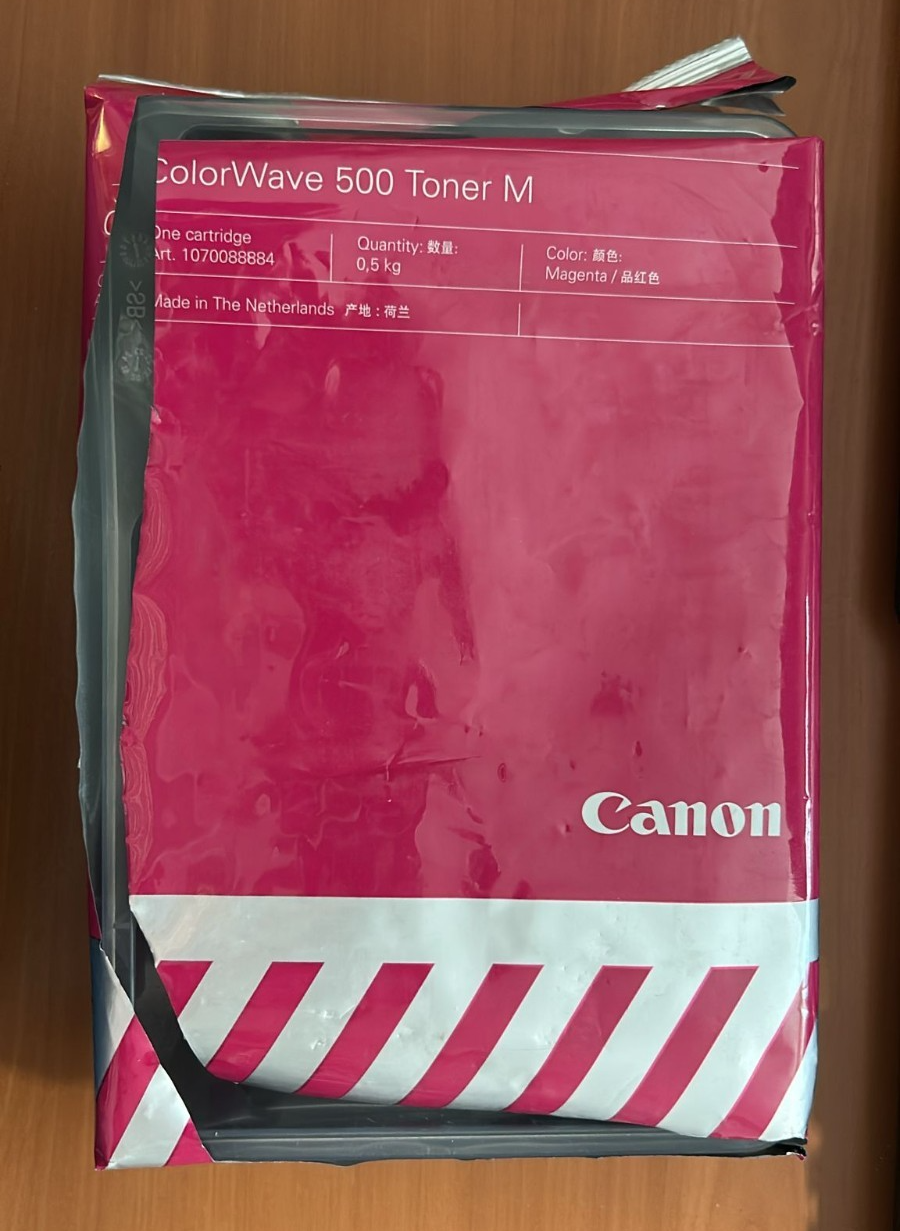 ColorWave 500 Toner M
One cartridge
Art. 1070088884
Quantity: 数量:
0,5 kg
Color: 颜色:
Magenta / 品红色
Made in The Netherlands 产地 : 荷兰
Canon